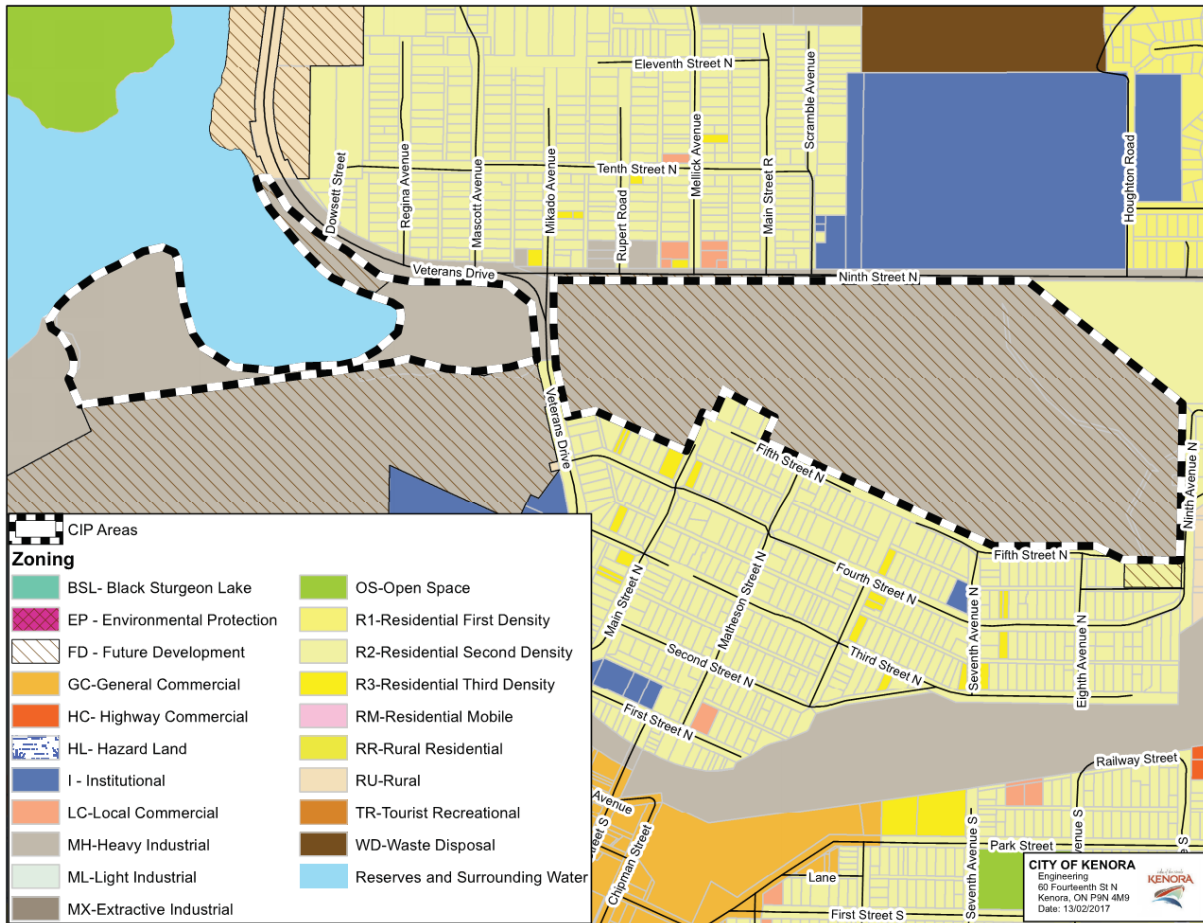 Eleventh Street N
Scramble Avenue
Mellick Avenue
Main Street R
Tenth Street N
Dowsett Street
Regina Avenue
Mascott Avenue
Mikado Avenue
Rupert Road
Houghton Road
Veterans Drive
Ninth Street N
Veterans Drive
Fifth Street N
Ninth Avenue N
Fifth Street N
Main Street N
Matheson Street N
Fourth Street N
Seventh Avenue N
Eighth Avenue N
Second Street N
Third Street N
First Street N
Railway Street
Avenue
Street S
Chipman Street
Seventh Avenue S
Park Street
Lane
First Street S
CIP Areas
Zoning
BSL- Black Sturgeon Lake
EP - Environmental Protection
FD - Future Development
GC-General Commercial
HC- Highway Commercial
HL- Hazard Land
I - Institutional
LC-Local Commercial
MH-Heavy Industrial
ML-Light Industrial
MX-Extractive Industrial
OS-Open Space
R1-Residential First Density
R2-Residential Second Density
R3-Residential Third Density
RM-Residential Mobile
RR-Rural Residential
RU-Rural
TR-Tourist Recreational
WD-Waste Disposal
Reserves and Surrounding Water
CITY OF KENORA
Engineering
60 Fourteenth St N
Kenora, ON P9N 4M9
Date: 13/02/2017
KENORA